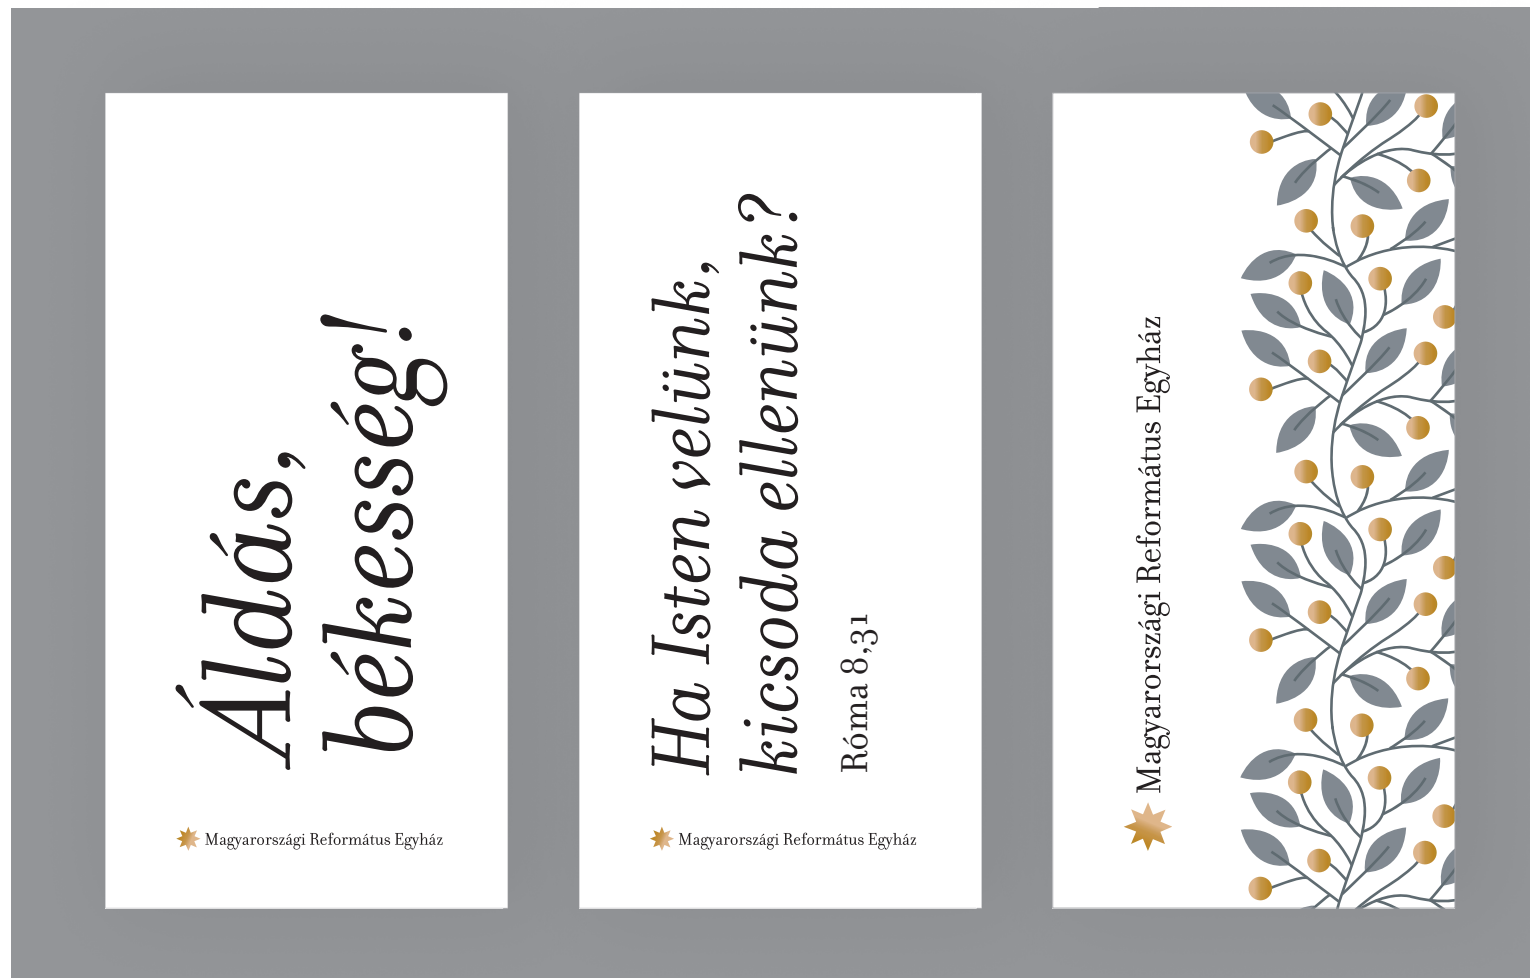 Áldás,
békesség!
Magyarországi Református Egyház
Ha Isten velünk,
kicsoda ellenünk?
Róma 8,31
Magyarországi Református Egyház
Magyarországi Református Egyház